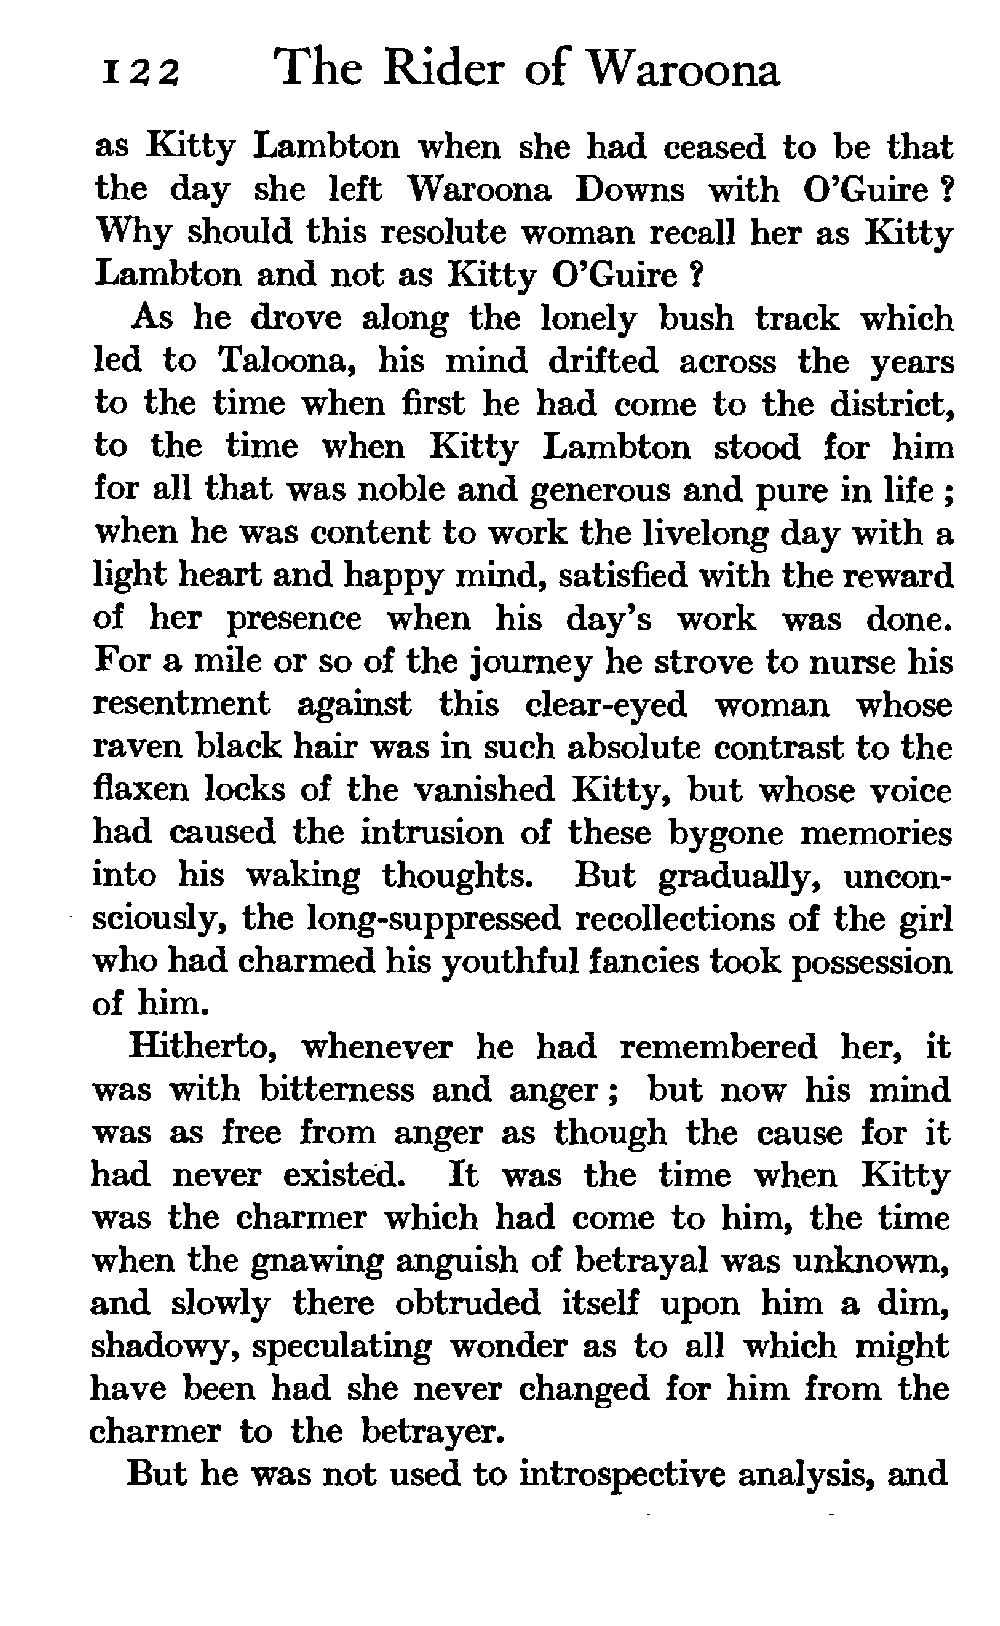 122 The Rider of Waroona
as Kitty Lambton when she had ceased to be that
the day she left Waroona Downs with O'Guire ?
Why should this resolute woman recall her as Kitty
Lambton and not as Kitty O'Guire ?
As he drove along the lonely bush track which
led to Taloona, his mind drifted across the years
to the time when first he had come to the district,
to the time when Kitty Lambton stood for him
for all that was noble and generous and pure in life ;
when he was content to work the livelong day with a
light heart and happy mind, satisfied with the reward
of her presence when his day's work was done.
For a mile or so of the journey he strove to nurse his
resentment against this clear-eyed woman whose
raven black hair was in such absolute contrast to the
flaxen locks of the vanished Kitty, but whose voice
had caused the intrusion of these bygone memories
into his waking thoughts. But gradually, uncon-
sciously, the long-suppressed recollections of the girl
who had charmed his youthful fancies took possession
of him.
Hitherto, whenever he had remembered her, it
was with bitterness and anger ; but now his mind
was as free from anger as though the cause for it
had never existed. It was the time when Kitty
was the charmer which had come to him, the time
when the gnawing anguish of betrayal was unknown,
and slowly there obtruded itself upon him a dim,
shadowy, speculating wonder as to all which might
have been had she never changed for him from the
charmer to the betrayer.
But he was not used to introspective analysis, and